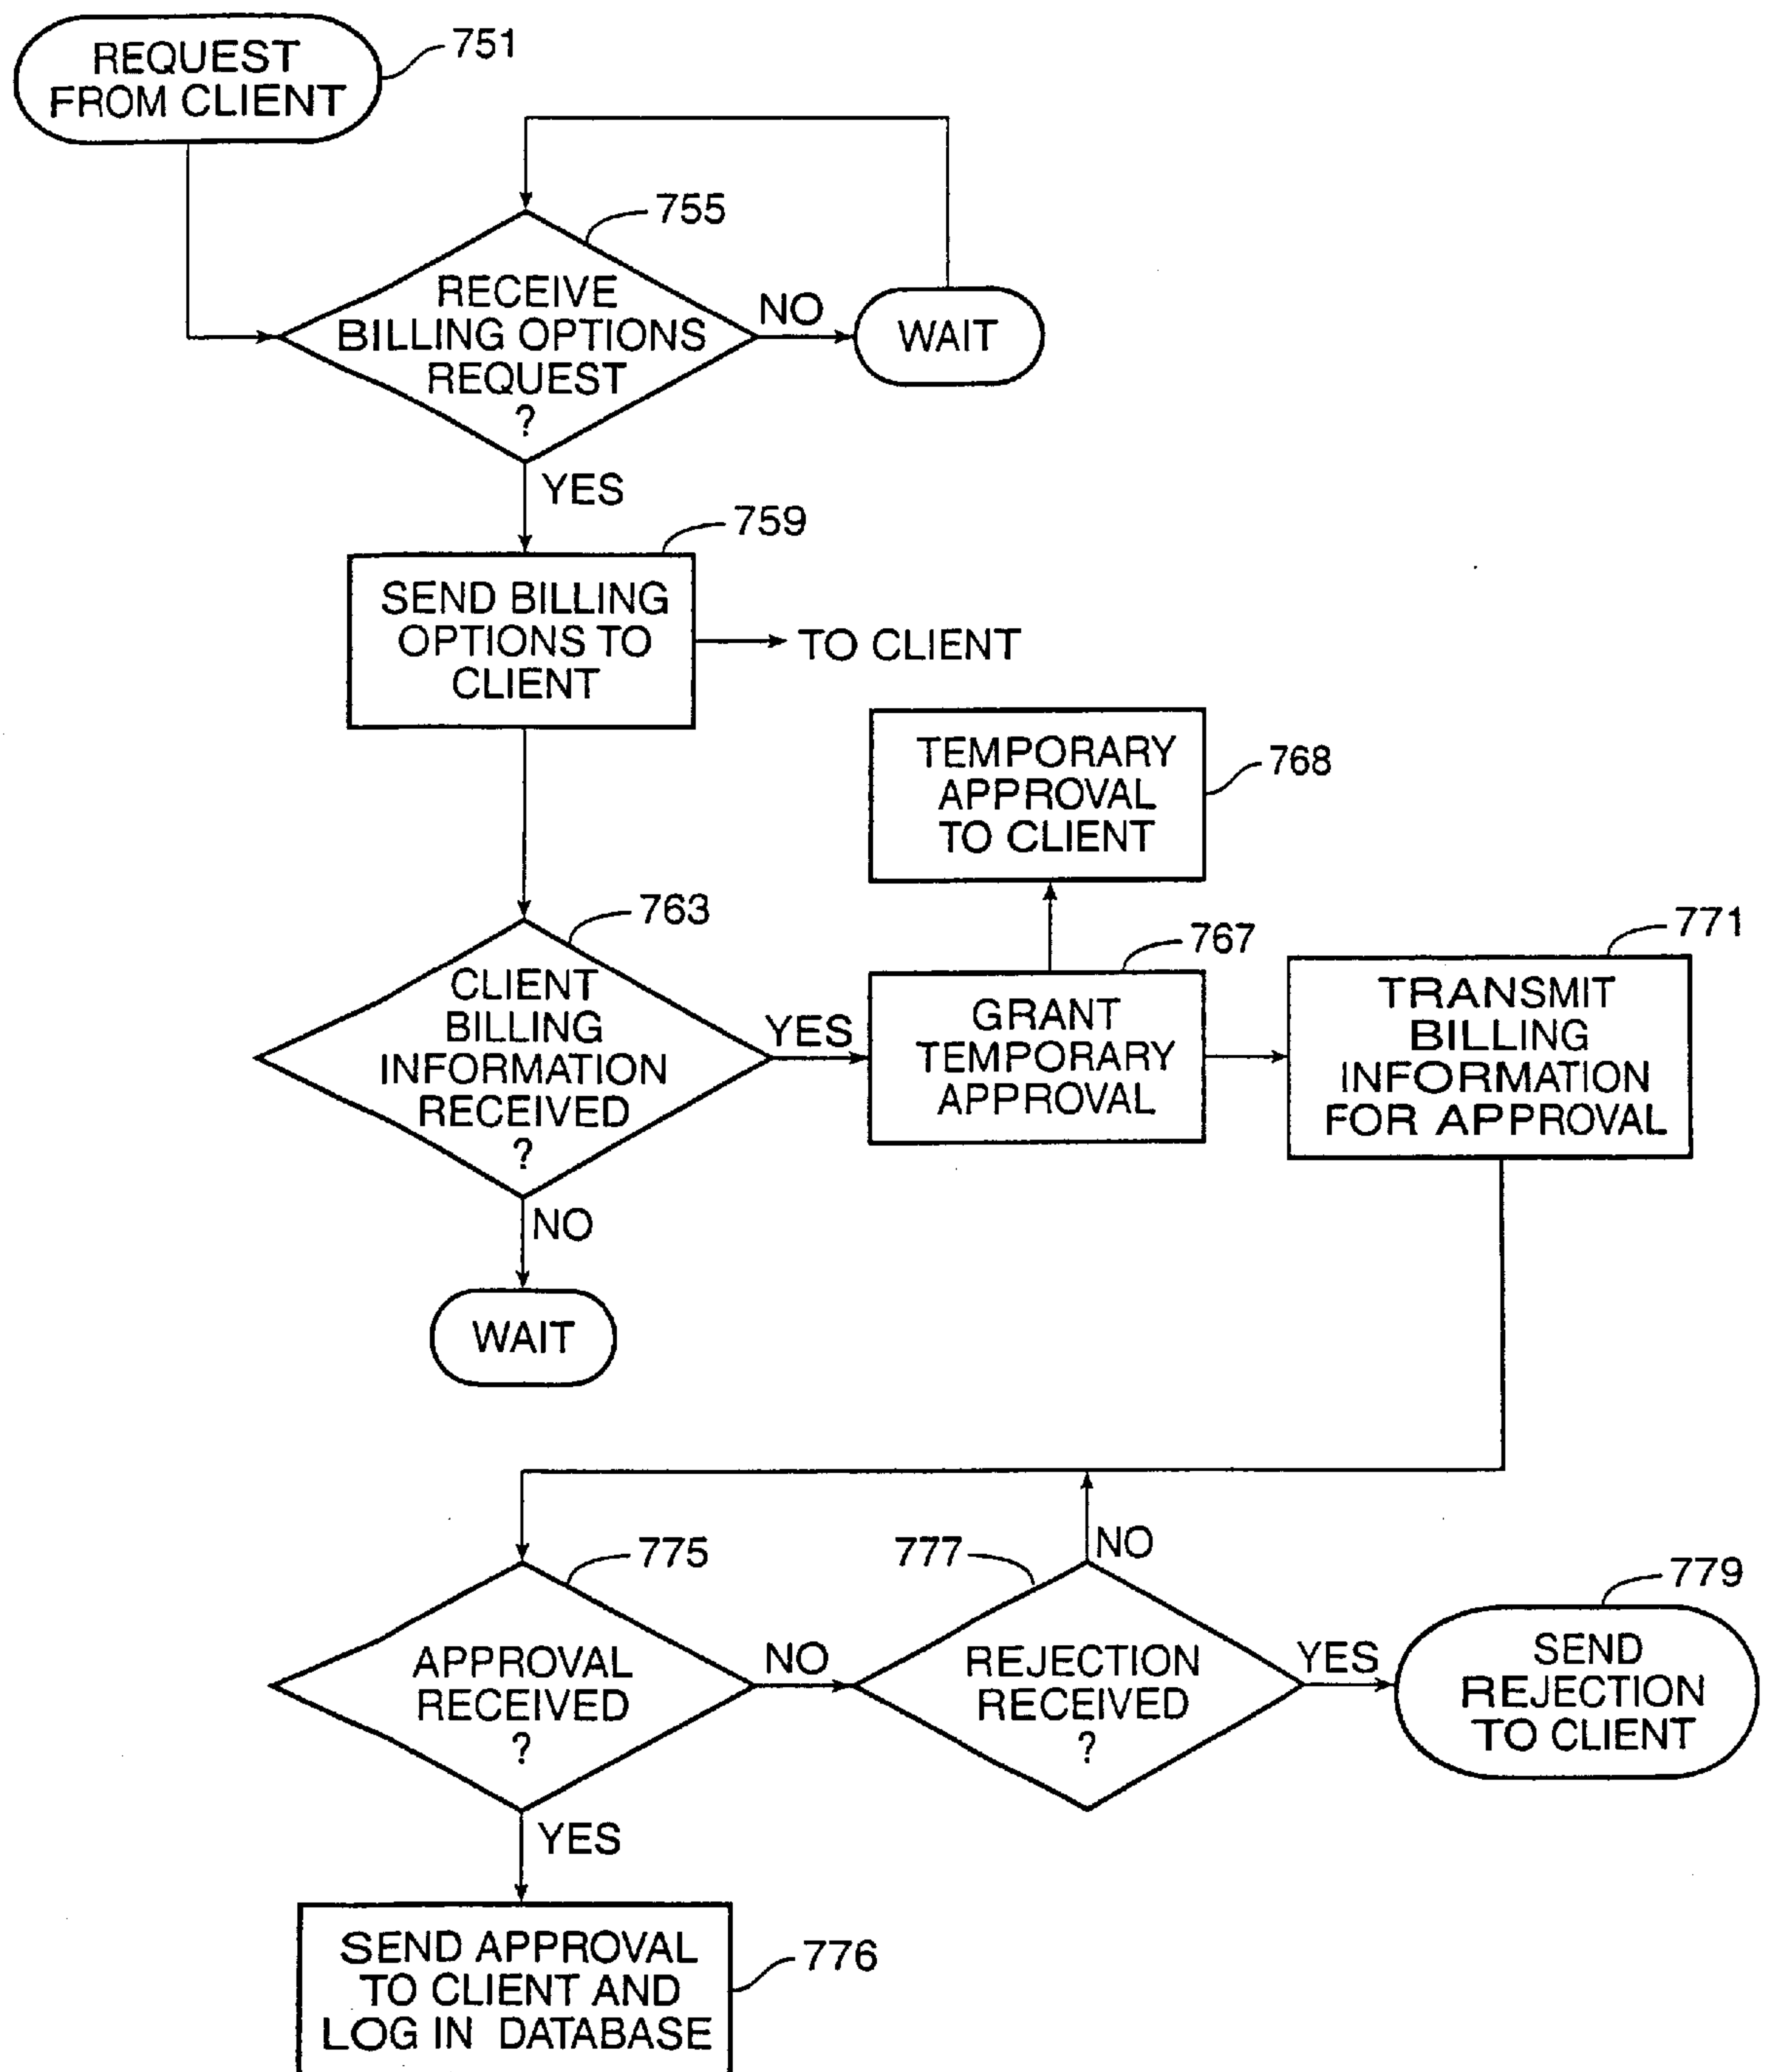 REQUEST
FROM CLIENT
751
755
RECEIVE
BILLING OPTIONS
REQUEST
?
NO
WAIT
YES
759
SEND BILLING
OPTIONS TO
CLIENT
TO CLIENT
TEMPORARY
APPROVAL
TO CLIENT
768
763
CLIENT
BILLING
INFORMATION
RECEIVED
?
YES
767
GRANT
TEMPORARY
APPROVAL
771
TRANSMIT
BILLING
INFORMATION
FOR APPROVAL
NO
WAIT
775
APPROVAL
RECEIVED
?
NO
777
NO
REJECTION
RECEIVED
?
YES
779
SEND
REJECTION
TO CLIENT
YES
SEND APPROVAL
TO CLIENT AND
LOG IN DATABASE
776